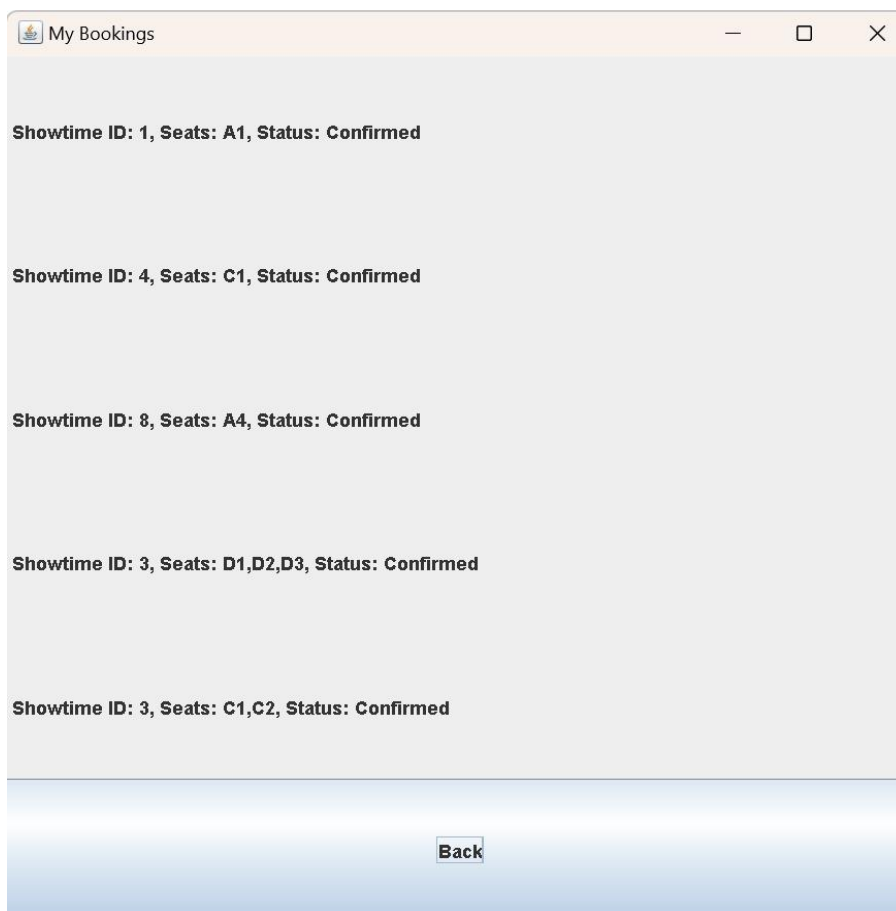 My Bookings
Showtime ID: 1, Seats: A1, Status: Confirmed
Showtime ID: 4, Seats: C1, Status: Confirmed
Showtime ID: 8, Seats: A4, Status: Confirmed
Showtime ID: 3, Seats: D1,D2,D3, Status: Confirmed
Showtime ID: 3, Seats: C1,C2, Status: Confirmed
Back